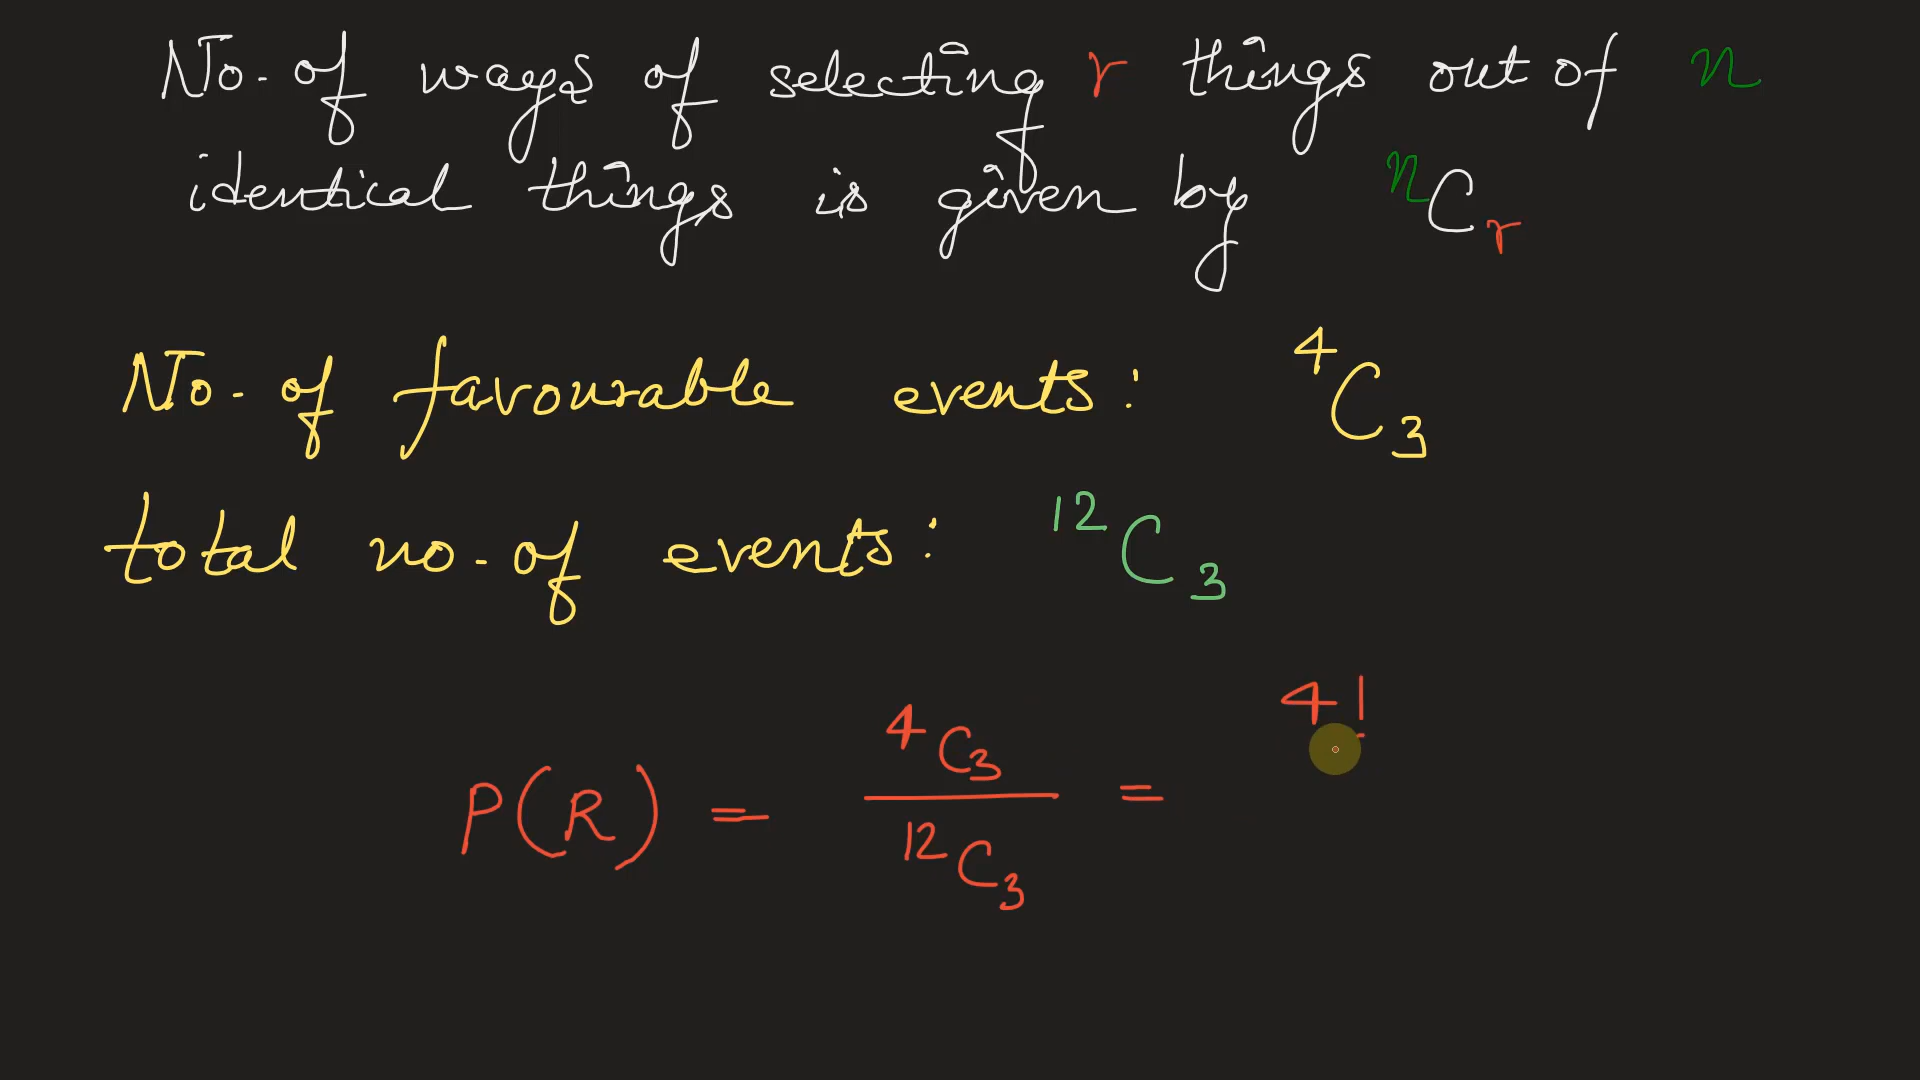 No. of ways of selecting r things out of n
identical things is given by ⁿCᵣ
No. of favourable events: ⁴C₃
total no. of events: ¹²C₃
P(R) = ⁴C₃ / ¹²C₃ = 4!